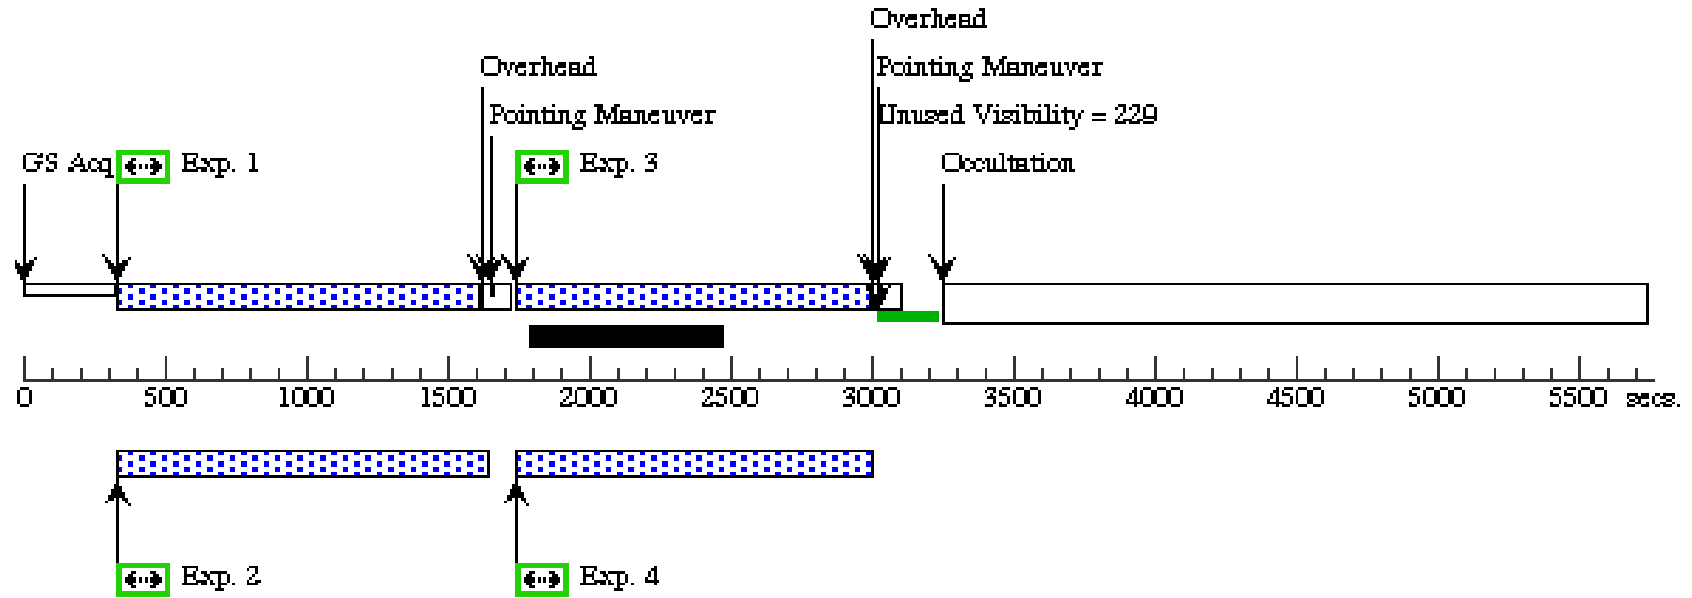 Overhead
Overhead
Pointing Maneuver
Pointing Maneuver
Unused Visibility = 229
GS Acq
Exp. 1
Exp. 3
Occultation
0 500 1000 1500 2000 2500 3000 3500 4000 4500 5000 5500 secs.
Exp. 2
Exp. 4